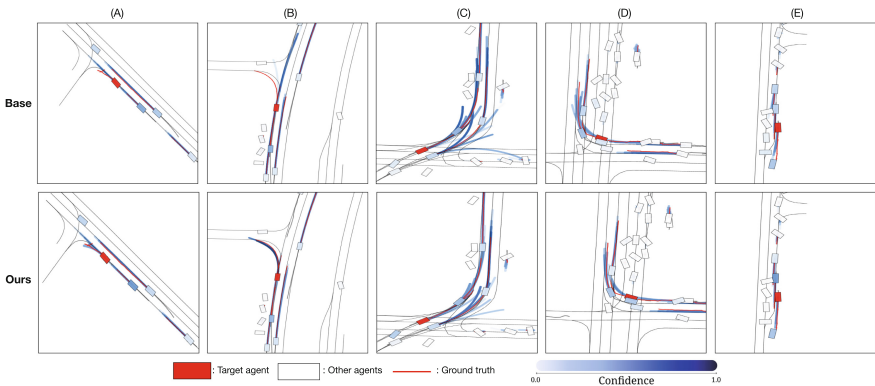 (A) (B) (C) (D) (E)
Base
Ours
: Target agent : Other agents : Ground truth
0.0 Confidence 1.0